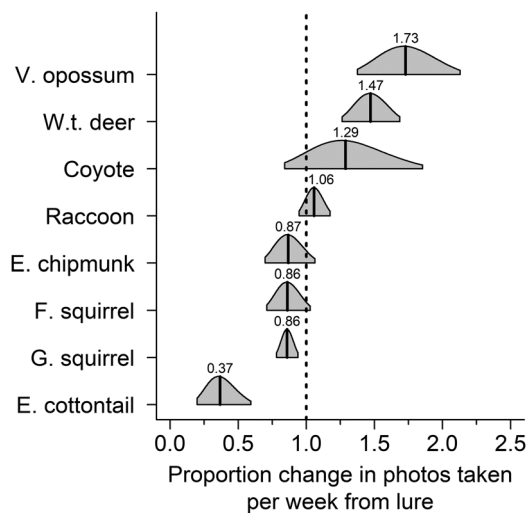 1.73
V. opossum
1.47
W.t. deer
1.29
Coyote
1.06
Raccoon
0.87
E. chipmunk
0.86
F. squirrel
0.86
G. squirrel
0.37
E. cottontail
0.0 0.5 1.0 1.5 2.0 2.5
Proportion change in photos taken
per week from lure